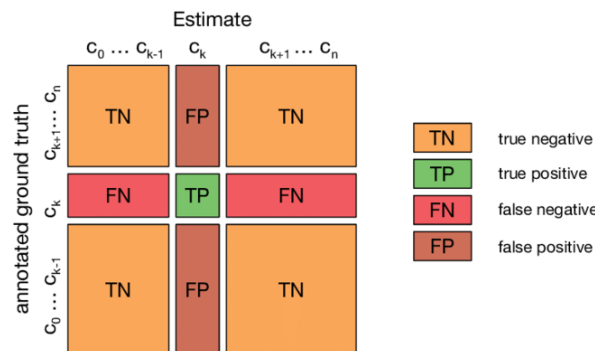 Estimate
c₀ ... cₖ₋₁ cₖ cₖ₊₁ ... cₙ
annotated ground truth
cₖ₊₁ ... cₙ
TN FP TN
cₖ
FN TP FN
c₀ ... cₖ₋₁
TN FP TN
TN true negative
TP true positive
FN false negative
FP false positive